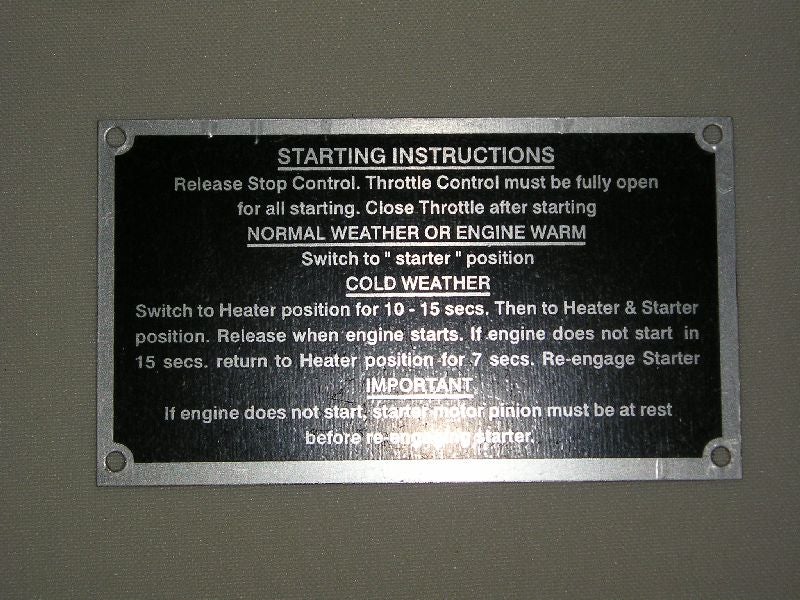 STARTING INSTRUCTIONS
Release Stop Control. Throttle Control must be fully open
for all starting. Close Throttle after starting
NORMAL WEATHER OR ENGINE WARM
Switch to " starter " position
COLD WEATHER
Switch to Heater position for 10 - 15 secs. Then to Heater & Starter
position. Release when engine starts. If engine does not start in
15 secs. return to Heater position for 7 secs. Re-engage Starter
IMPORTANT
If engine does not start, starter motor pinion must be at rest
before re-engaging starter.